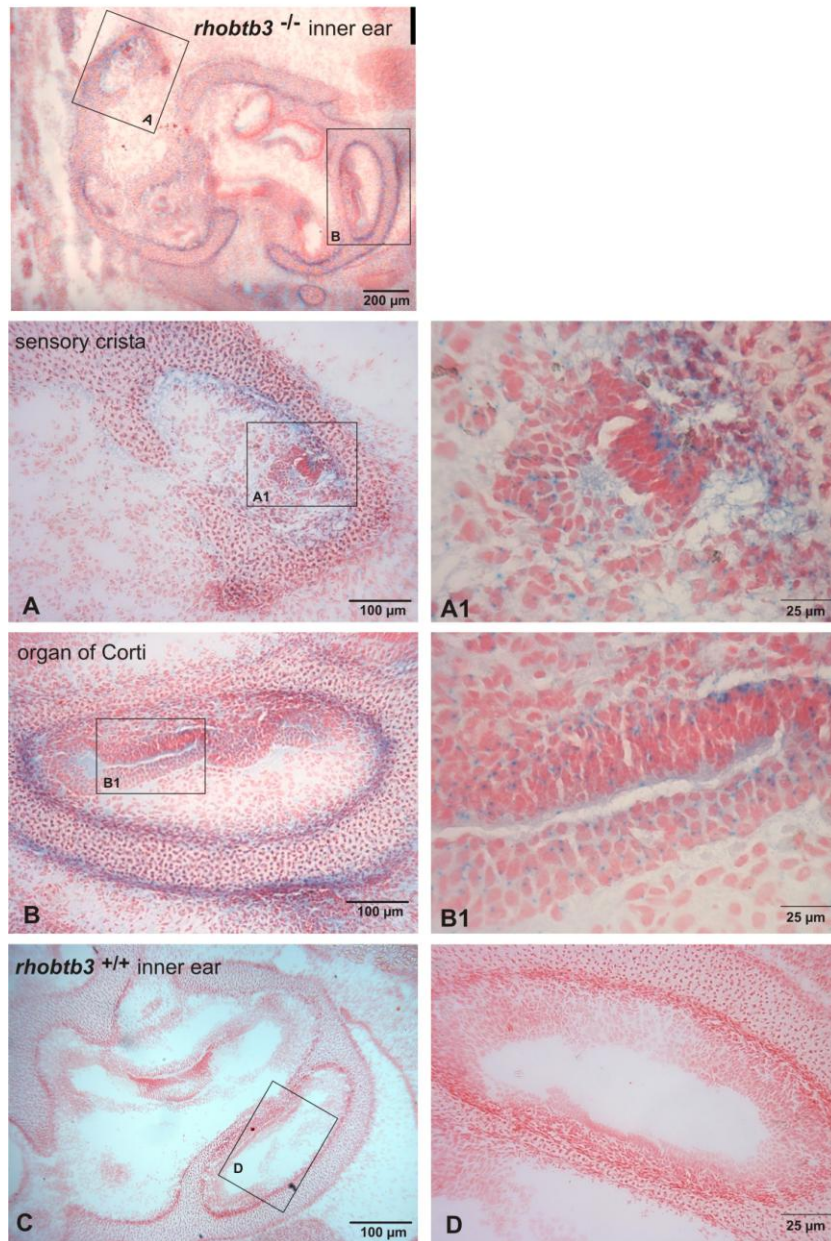 rhobtb3 -/- inner ear
A
B
200 µm
sensory crista
A1
A
100 µm
A1
25 µm
organ of Corti
B1
B
100 µm
B1
25 µm
rhobtb3 +/+ inner ear
D
C
100 µm
D
25 µm